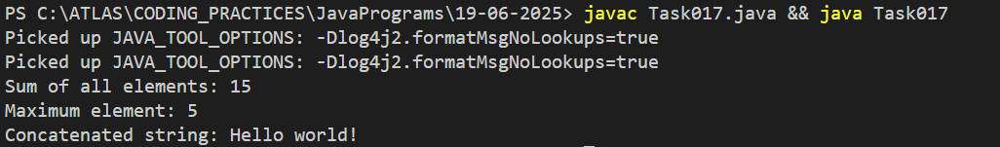 PS C:\ATLAS\CODING_PRACTICES\JavaPrograms\19-06-2025> javac Task017.java && java Task017
Picked up JAVA_TOOL_OPTIONS: -Dlog4j2.formatMsgNoLookups=true
Picked up JAVA_TOOL_OPTIONS: -Dlog4j2.formatMsgNoLookups=true
Sum of all elements: 15
Maximum element: 5
Concatenated string: Hello world!